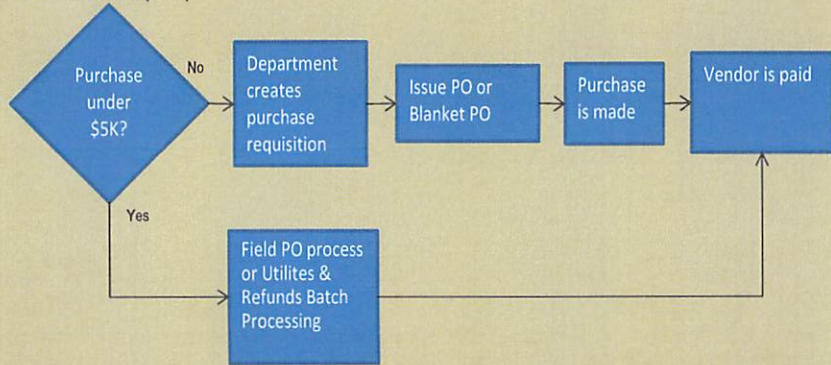 Purchase
under
$5K?
No
Department
creates
purchase
requisition
Issue PO or
Blanket PO
Purchase
is made
Vendor is paid
Yes
Field PO process
or Utilites &
Refunds Batch
Processing